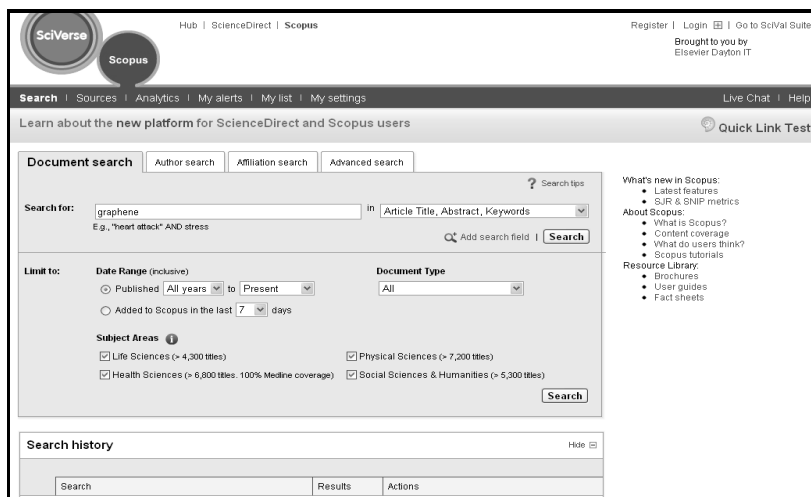 SciVerse
Scopus
Hub | ScienceDirect | Scopus
Register | Login | Go to SciVal Suite
Brought to you by
Elsevier Dayton IT
Search | Sources | Analytics | My alerts | My list | My settings
Live Chat | Help
Learn about the new platform for ScienceDirect and Scopus users
Quick Link Test
Document search
Author search
Affiliation search
Advanced search
? Search tips
Search for:
graphene
in
Article Title, Abstract, Keywords
E.g., "heart attack" AND stress
Add search field | Search
Limit to:
Date Range (inclusive)
Document Type
Published All years to Present
All
Added to Scopus in the last 7 days
Subject Areas i
Life Sciences (> 4,300 titles)
Physical Sciences (> 7,200 titles)
Health Sciences (> 6,800 titles. 100% Medline coverage)
Social Sciences & Humanities (> 5,300 titles)
Search
What's new in Scopus:
• Latest features
• SJR & SNIP metrics
About Scopus:
• What is Scopus?
• Content coverage
• What do users think?
• Scopus tutorials
Resource Library:
• Brochures
• User guides
• Fact sheets
Search history
Hide
Search
Results
Actions